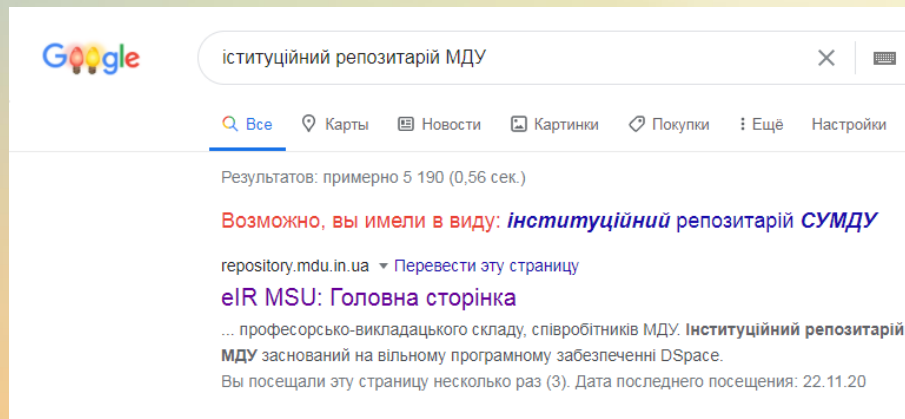 Google
іституційний репозитарій МДУ
Все Карты Новости Картинки Покупки Ещё Настройки
Результатов: примерно 5 190 (0,56 сек.)
Возможно, вы имели в виду: інституційний репозитарій СУМДУ
repository.mdu.in.ua Перевести эту страницу
eIR MSU: Головна сторінка
... професорсько-викладацького складу, співробітників МДУ. Інституційний репозитарій
МДУ заснований на вільному програмному забезпеченні DSpace.
Вы посещали эту страницу несколько раз (3). Дата последнего посещения: 22.11.20